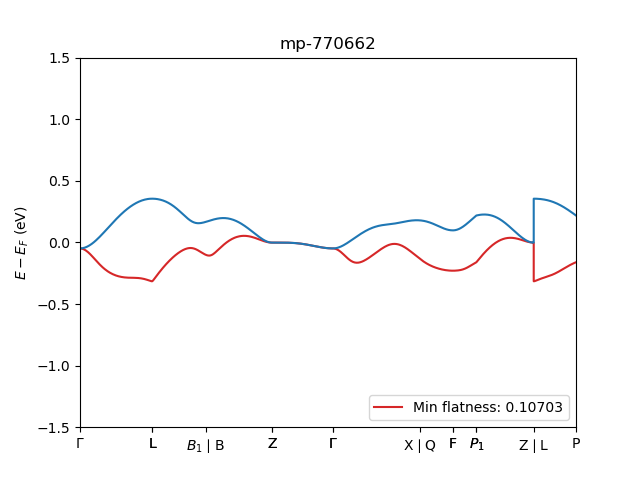 mp-770662
1.5
1.0
0.5
0.0
−0.5
−1.0
−1.5
E − E_F (eV)
Min flatness: 0.10703
Γ L B₁ | B Z Γ X | Q F P₁ Z | L P